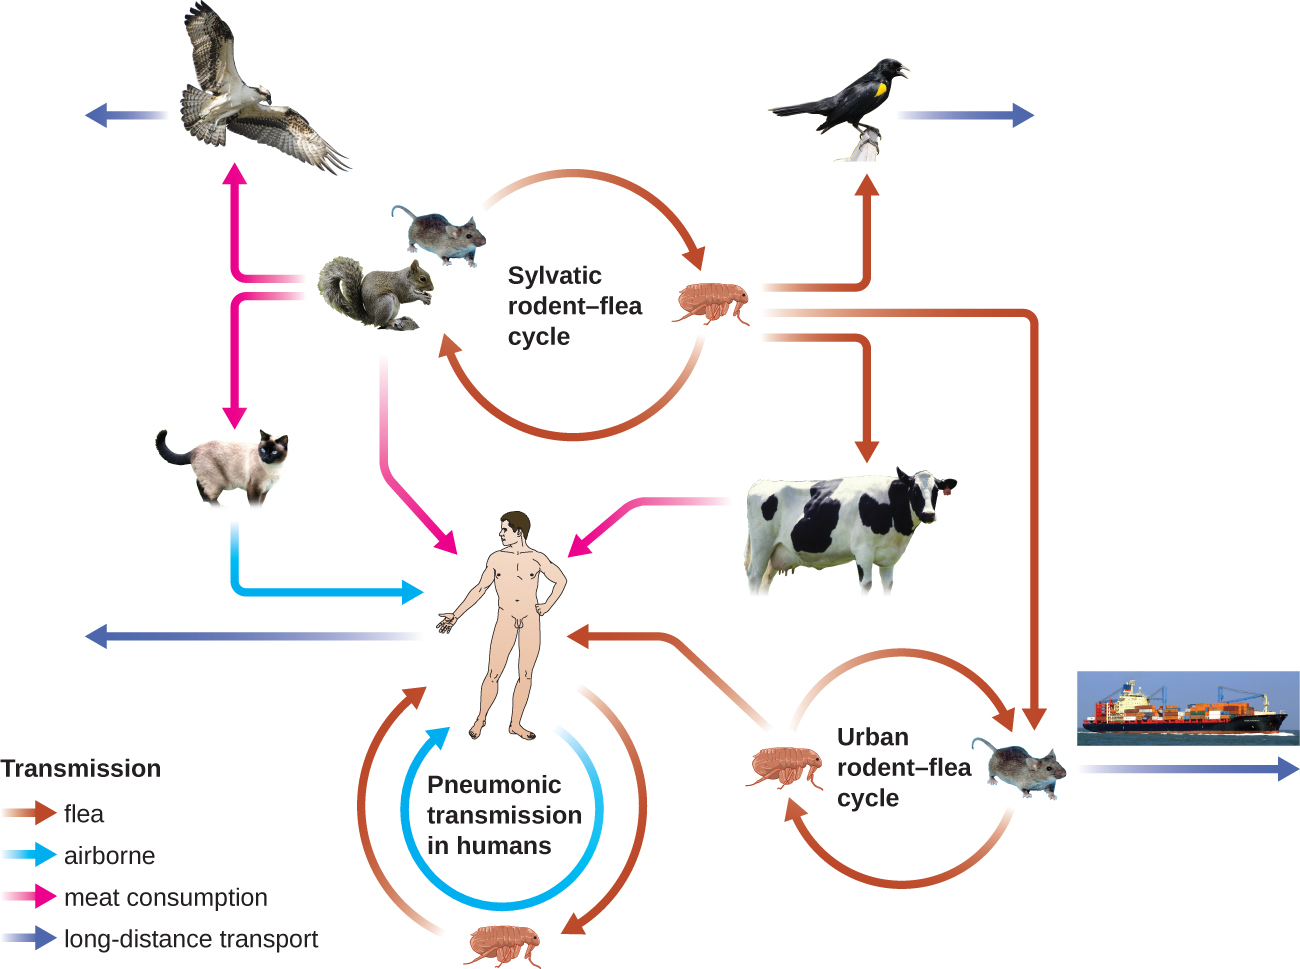 Sylvatic
rodent–flea
cycle
Urban
rodent–flea
cycle
Pneumonic
transmission
in humans
Transmission
flea
airborne
meat consumption
long-distance transport